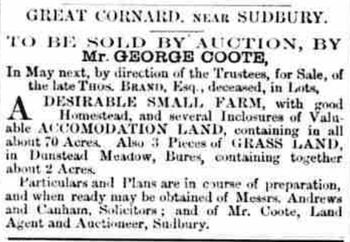 GREAT CORNARD, NEAR SUDBURY.
TO BE SOLD BY AUCTION, BY
Mr. GEORGE COOTE,
In May next, by direction of the Trustees, for Sale, of
the late THOS. BRAND, Esq., deceased, in Lots,
A DESIRABLE SMALL FARM, with good
Homestead, and several Inclosures of Valu-
able ACCOMODATION LAND, containing in all
about 70 Acres. Also 3 Pieces of GRASS LAND,
in Dunstead Meadow, Bures, containing together
about 2 Acres.
Particulars and Plans are in course of preparation,
and when ready may be obtained of Messrs. Andrews
and Canham, Solicitors; and of Mr. Coote, Land
Agent and Auctioneer, Sudbury.